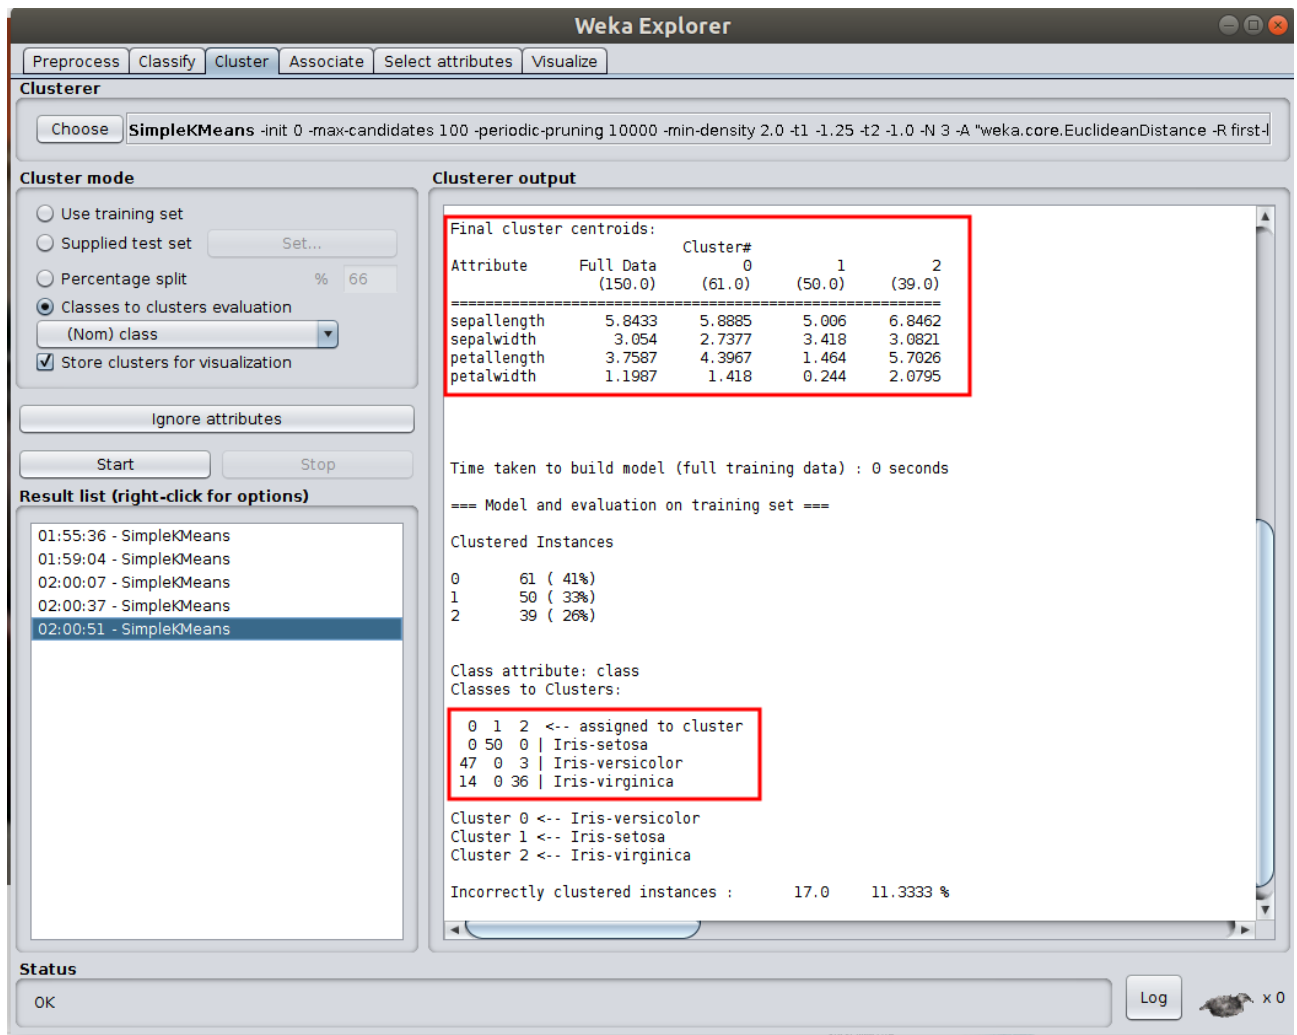 Weka Explorer
Preprocess Classify Cluster Associate Select attributes Visualize
Clusterer
Choose SimpleKMeans -init 0 -max-candidates 100 -periodic-pruning 10000 -min-density 2.0 -t1 -1.25 -t2 -1.0 -N 3 -A "weka.core.EuclideanDistance -R first-l
Cluster mode
Use training set
Supplied test set Set...
Percentage split % 66
Classes to clusters evaluation
(Nom) class
Store clusters for visualization
Ignore attributes
Start Stop
Result list (right-click for options)
01:55:36 - SimpleKMeans
01:59:04 - SimpleKMeans
02:00:07 - SimpleKMeans
02:00:37 - SimpleKMeans
02:00:51 - SimpleKMeans
Clusterer output
Final cluster centroids:
Cluster#
Attribute Full Data 0 1 2
(150.0) (61.0) (50.0) (39.0)
=========================================================
sepallength 5.8433 5.8885 5.006 6.8462
sepalwidth 3.054 2.7377 3.418 3.0821
petallength 3.7587 4.3967 1.464 5.7026
petalwidth 1.1987 1.418 0.244 2.0795
Time taken to build model (full training data) : 0 seconds
=== Model and evaluation on training set ===
Clustered Instances
0 61 ( 41%)
1 50 ( 33%)
2 39 ( 26%)
Class attribute: class
Classes to Clusters:
0 1 2 <-- assigned to cluster
0 50 0 | Iris-setosa
47 0 3 | Iris-versicolor
14 0 36 | Iris-virginica
Cluster 0 <-- Iris-versicolor
Cluster 1 <-- Iris-setosa
Cluster 2 <-- Iris-virginica
Incorrectly clustered instances : 17.0 11.3333 %
Status
OK
Log x 0